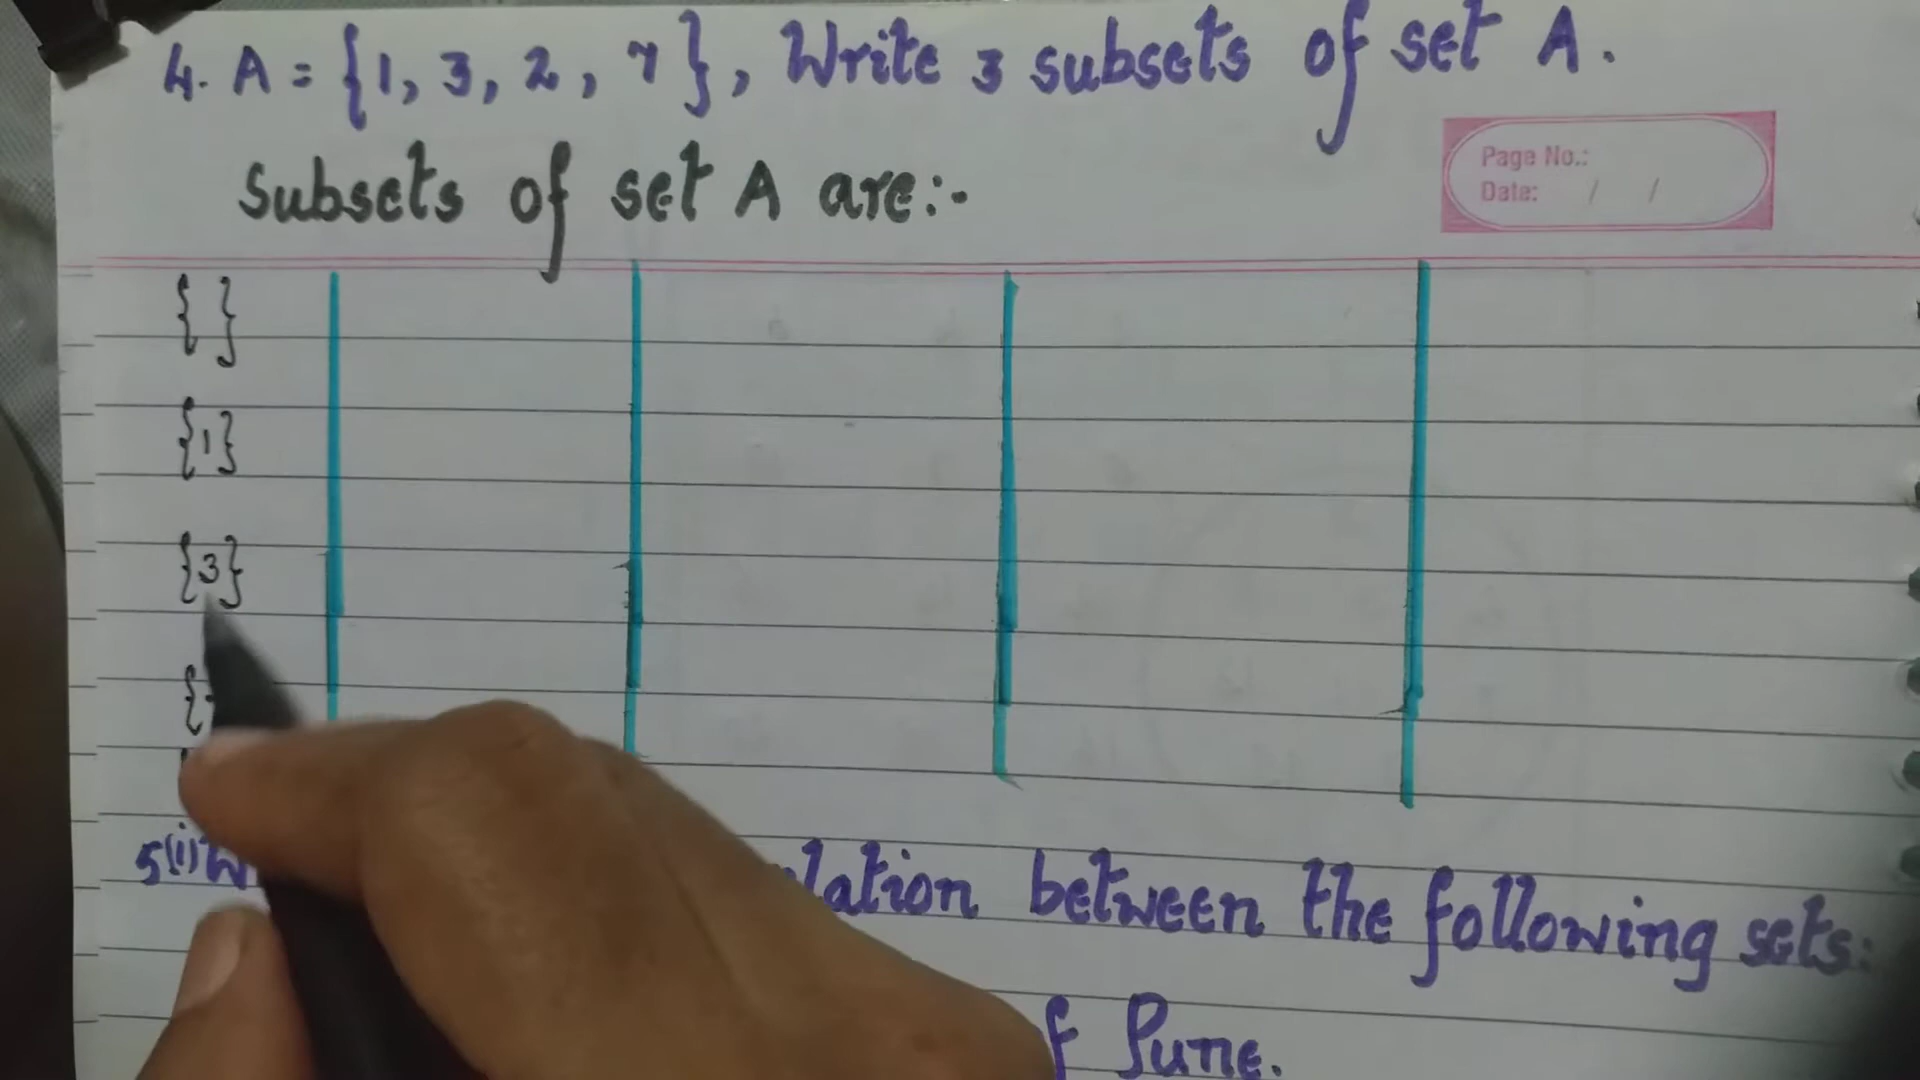 4. A = {1, 3, 2, 7}, Write 3 subsets of set A.
Page No.:
Date: / /
Subsets of set A are:-
{ }
{1}
{3}
5(i) between the following sets:
Pune.